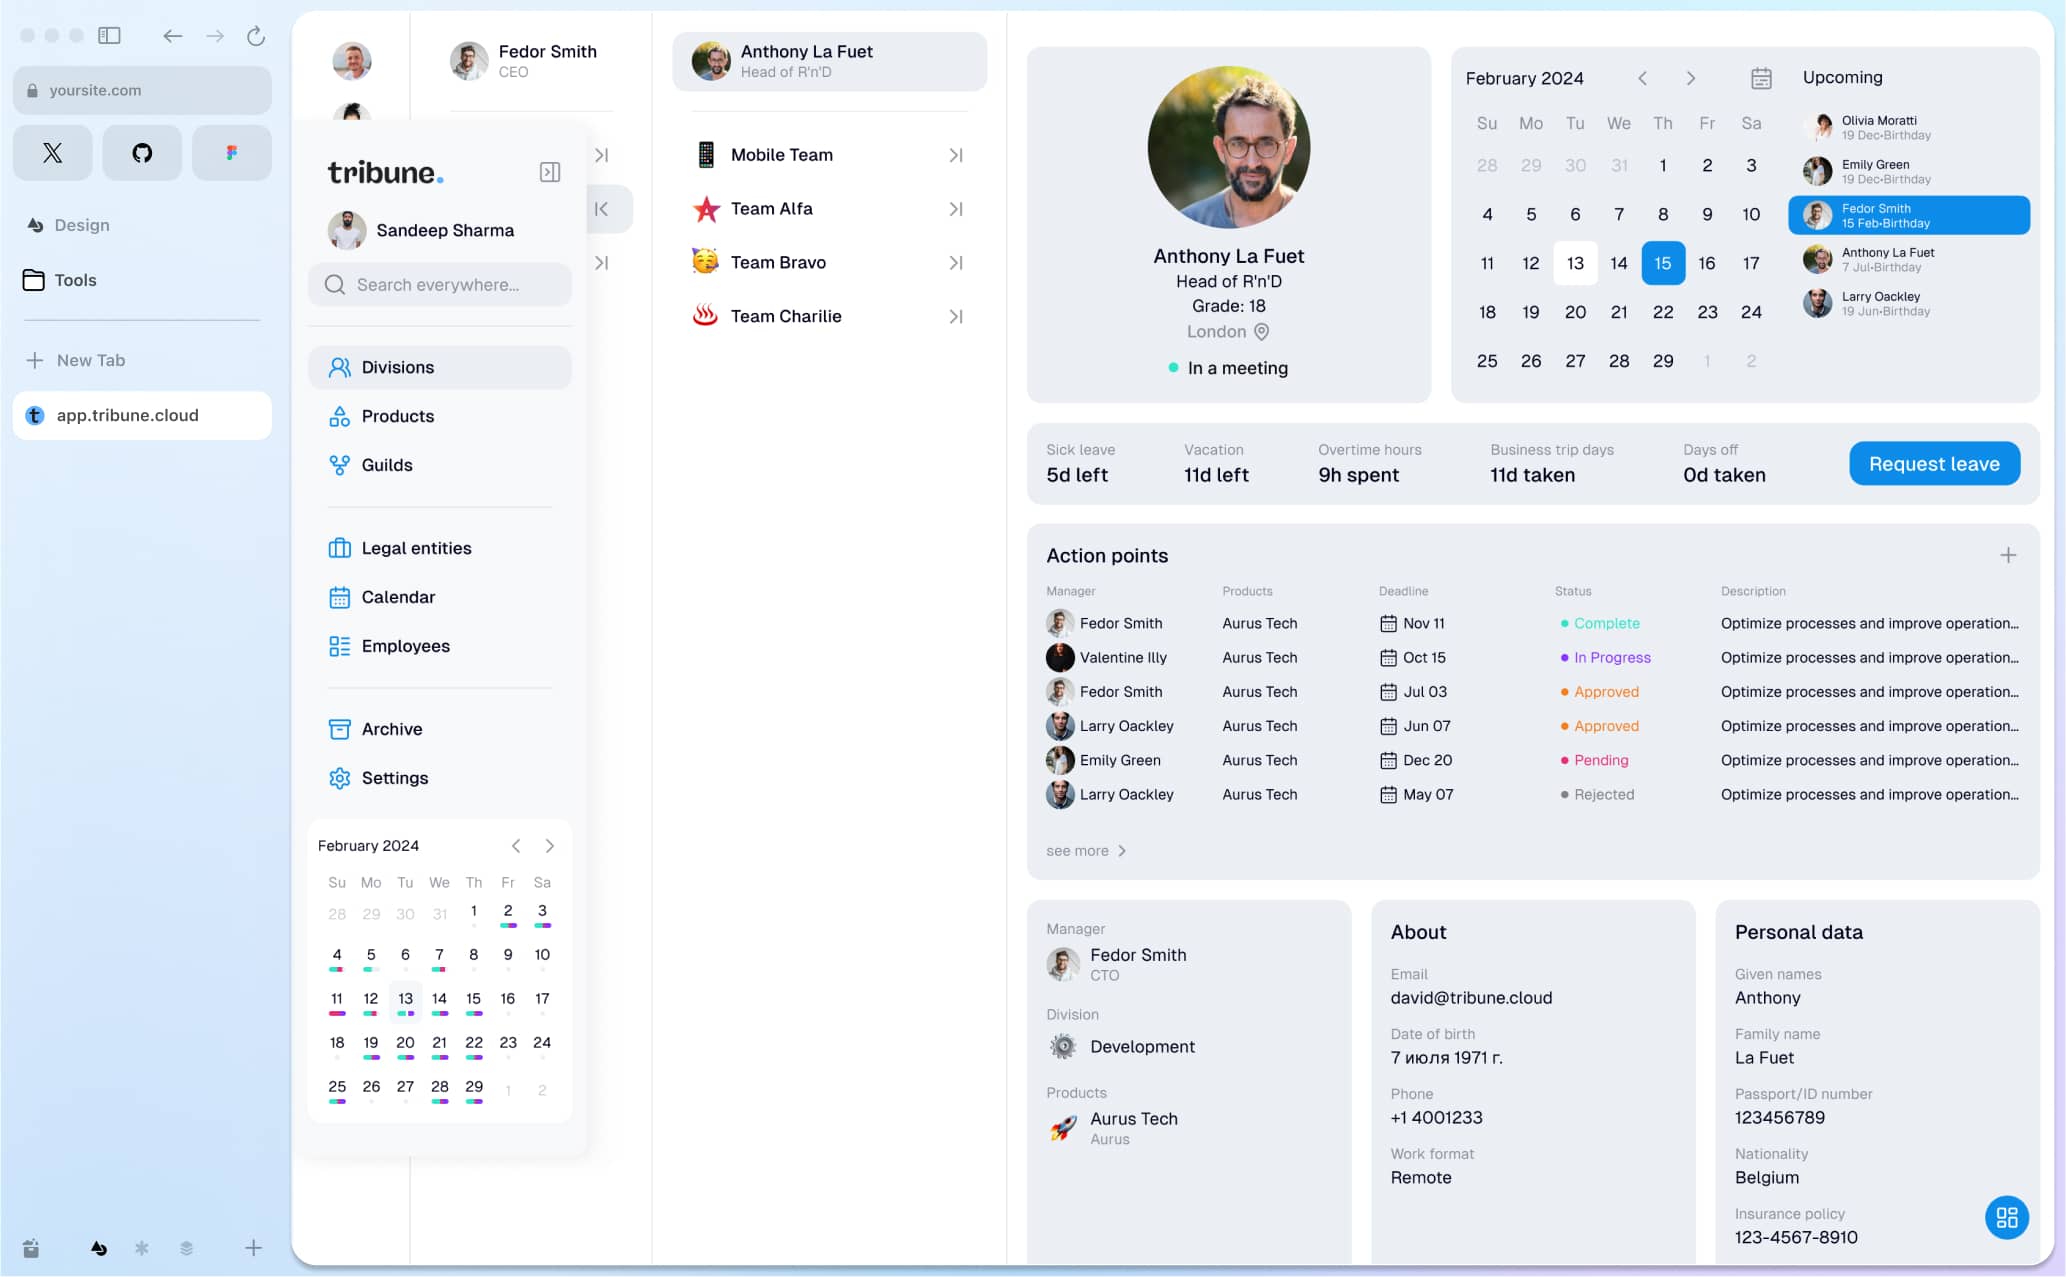 yoursite.com
Design
Tools
New Tab
app.tribune.cloud
tribune.
Sandeep Sharma
Search everywhere...
Divisions
Products
Guilds
Legal entities
Calendar
Employees
Archive
Settings
February 2024
Su Mo Tu We Th Fr Sa
28 29 30 31 1 2 3
4 5 6 7 8 9 10
11 12 13 14 15 16 17
18 19 20 21 22 23 24
25 26 27 28 29 1 2
Fedor Smith
CEO
Anthony La Fuet
Head of R'n'D
Mobile Team
Team Alfa
Team Bravo
Team Charilie
Anthony La Fuet
Head of R'n'D
Grade: 18
London
In a meeting
February 2024
Su Mo Tu We Th Fr Sa
28 29 30 31 1 2 3
4 5 6 7 8 9 10
11 12 13 14 15 16 17
18 19 20 21 22 23 24
25 26 27 28 29 1 2
Upcoming
Olivia Moratti
19 Dec•Birthday
Emily Green
19 Dec•Birthday
Fedor Smith
15 Feb•Birthday
Anthony La Fuet
7 Jul•Birthday
Larry Oackley
19 Jun•Birthday
Sick leave
5d left
Vacation
11d left
Overtime hours
9h spent
Business trip days
11d taken
Days off
0d taken
Request leave
Action points
Manager Products Deadline Status Description
Fedor Smith Aurus Tech Nov 11 Complete Optimize processes and improve operation...
Valentine Illy Aurus Tech Oct 15 In Progress Optimize processes and improve operation...
Fedor Smith Aurus Tech Jul 03 Approved Optimize processes and improve operation...
Larry Oackley Aurus Tech Jun 07 Approved Optimize processes and improve operation...
Emily Green Aurus Tech Dec 20 Pending Optimize processes and improve operation...
Larry Oackley Aurus Tech May 07 Rejected Optimize processes and improve operation...
see more
Manager
Fedor Smith
CTO
Division
Development
Products
Aurus Tech
Aurus
About
Email
david@tribune.cloud
Date of birth
7 июля 1971 г.
Phone
+1 4001233
Work format
Remote
Personal data
Given names
Anthony
Family name
La Fuet
Passport/ID number
123456789
Nationality
Belgium
Insurance policy
123-4567-8910